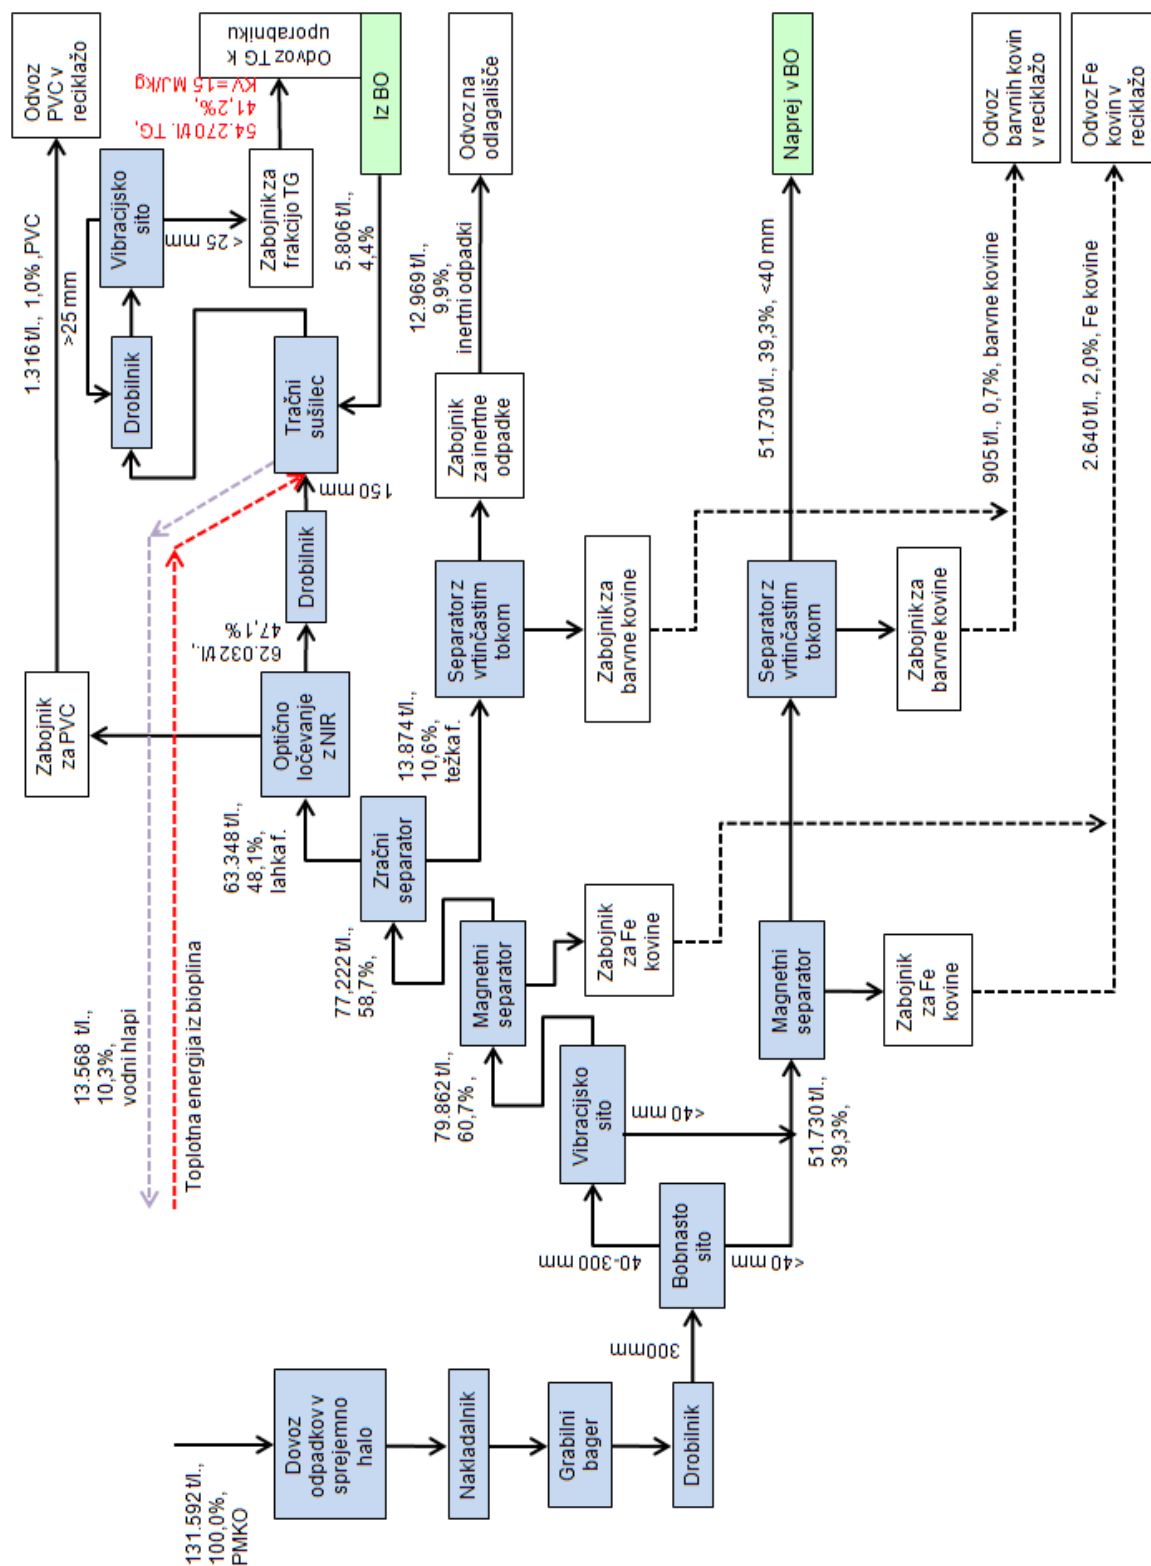 131.592 t/l.,
100,0%,
PMKO
Dovoz
odpadkov v
sprejemno
halo
Nakladalnik
Grabilni
bager
Drobilnik
300mm
Bobnasto
sito
40-300 mm
<40 mm
Vibracijsko
sito
<40 mm
51.730 t/l.,
39,3%,
79.862 t/l.,
60,7% ,
Magnetni
separator
Zabojnik
za Fe
kovine
Magnetni
separator
Zabojnik
za Fe
kovine
77,222 t/l.,
58,7%,
Zračni
separator
63.348 t/l.,
48,1%,
lahka f.
13.874 t/l.,
10,6%,
težka f.
Optično
ločevanje
z NIR
Zabojnik
za PVC
1.316 t/l., 1,0% ,PVC
Odvoz
PVC v
reciklažo
62.032 t/l.,
47,1%
Drobilnik
150 mm
Tračni
sušilec
13.568 t/l.,
10,3%,
vodni hlapi
Toplotna energija iz bioplina
Drobilnik
>25 mm
Vibracijsko
sito
< 25 mm
Zabojnik za
frakcijo TG
54.270 t/l. TG,
41,2%,
KV=15 MJ/kg
Odvoz TG k
uporabniku
Iz BO
5.806 t/l.,
4,4%
Separator z
vrtinčastim
tokom
Zabojnik
za inertne
odpadke
12.969 t/l.,
9,9%,
inertni odpadki
Odvoz na
odlagališče
Zabojnik za
barvne kovine
Separator z
vrtinčastim
tokom
51.730 t/l., 39,3%, <40 mm
Naprej v BO
Zabojnik za
barvne kovine
905 t/l., 0,7%, barvne kovine
Odvoz
barvnih kovin
v reciklažo
2.640 t/l., 2,0%, Fe kovine
Odvoz Fe
kovin v
reciklažo